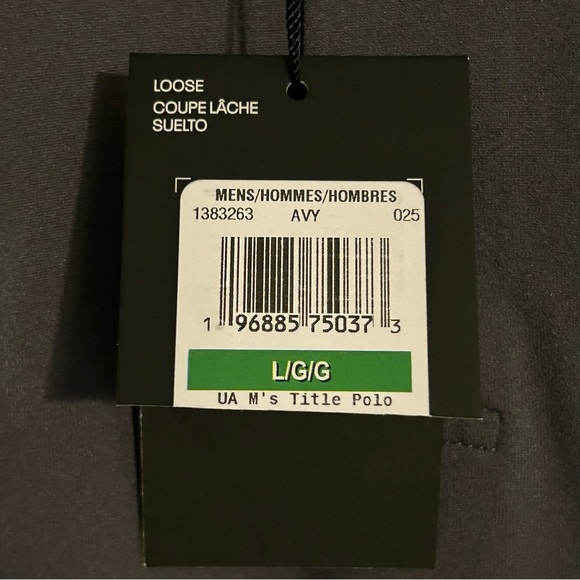 LOOSE
COUPE LÂCHE
SUELTO
MENS/HOMMES/HOMBRES
1383263 AVY 025
1 96885 75037 3
L/G/G
UA M's Title Polo